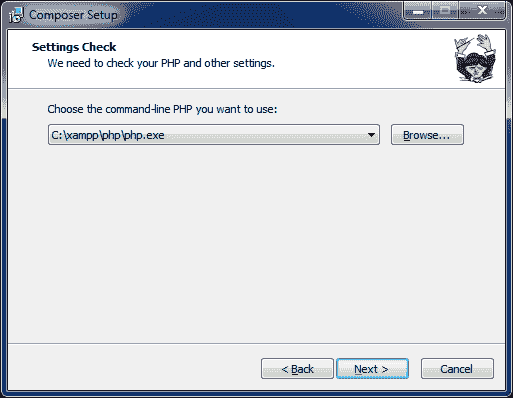 Composer Setup
Settings Check
We need to check your PHP and other settings.
Choose the command-line PHP you want to use:
C:\xampp\php\php.exe
Browse...
< Back
Next >
Cancel